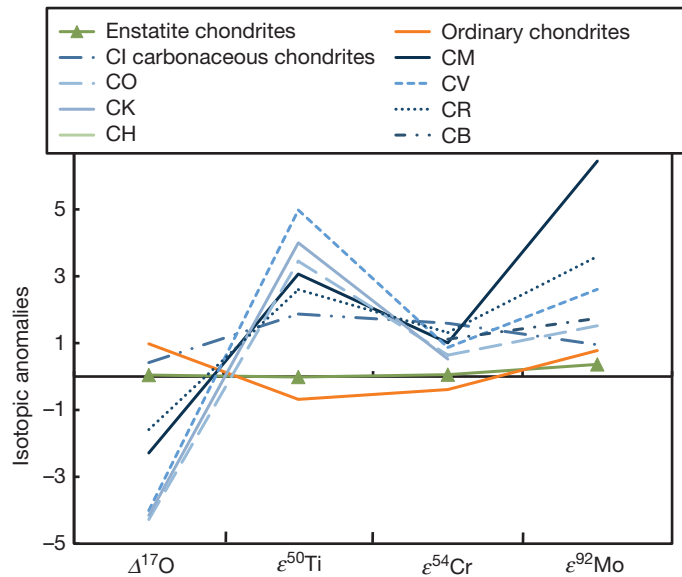 Enstatite chondrites Ordinary chondrites
CI carbonaceous chondrites CM
CO CV
CK CR
CH CB
Isotopic anomalies
5
3
1
−1
−3
−5
Δ¹⁷O ε⁵⁰Ti ε⁵⁴Cr ε⁹²Mo